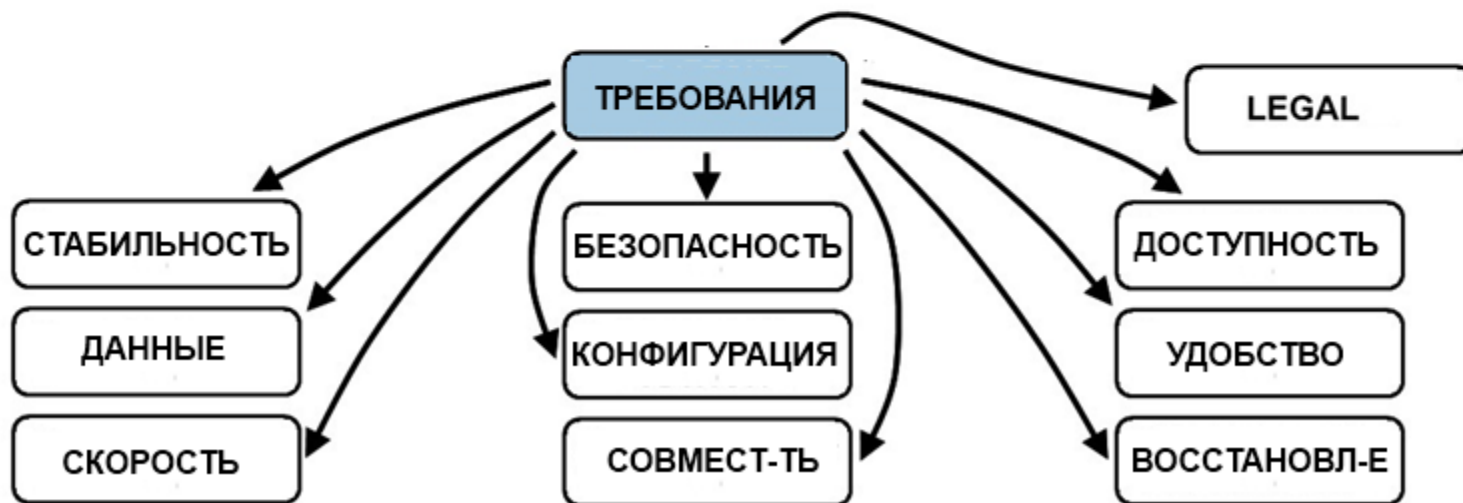 ТРЕБОВАНИЯ
LEGAL
СТАБИЛЬНОСТЬ
БЕЗОПАСНОСТЬ
ДОСТУПНОСТЬ
ДАННЫЕ
КОНФИГУРАЦИЯ
УДОБСТВО
СКОРОСТЬ
СОВМЕСТ-ТЬ
ВОССТАНОВЛ-Е